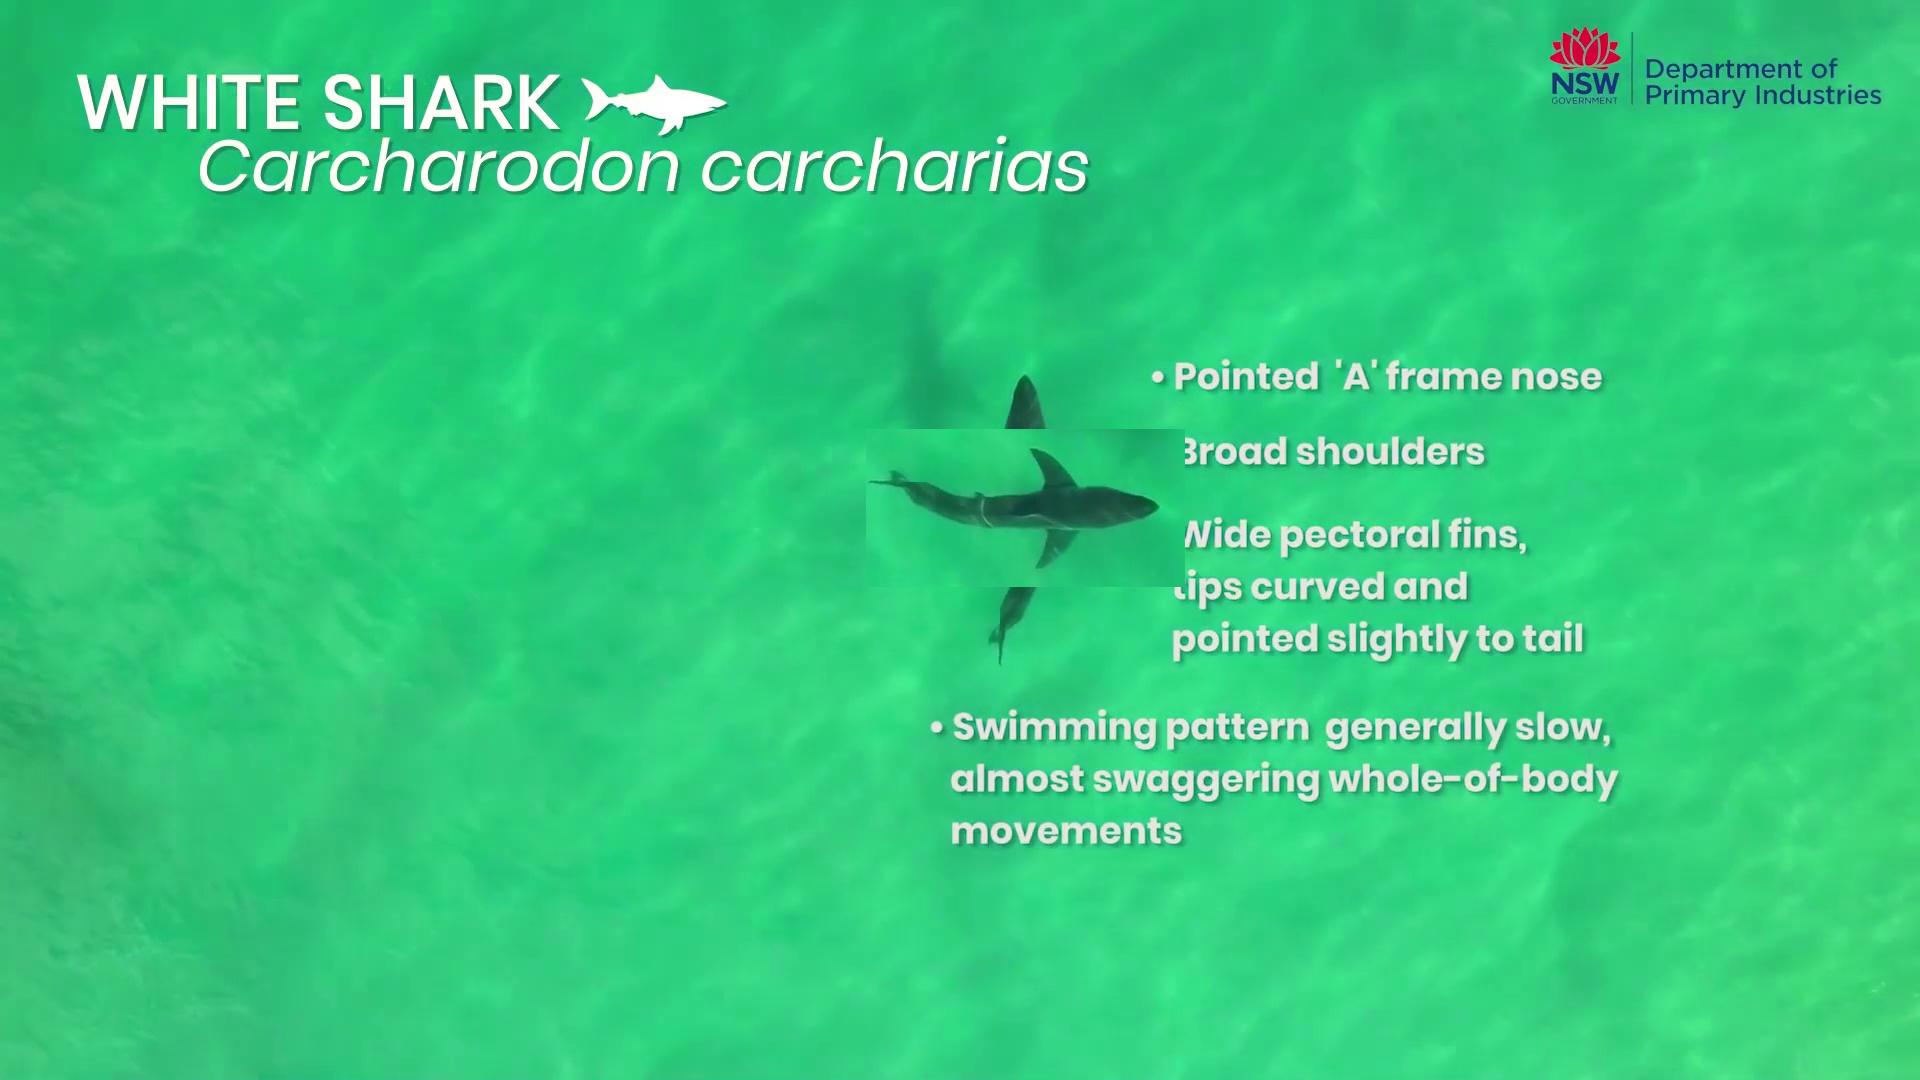 WHITE SHARK
Carcharodon carcharias
NSW
GOVERNMENT
Department of
Primary Industries
• Pointed 'A' frame nose
Broad shoulders
Wide pectoral fins,
tips curved and
pointed slightly to tail
• Swimming pattern generally slow,
almost swaggering whole-of-body
movements